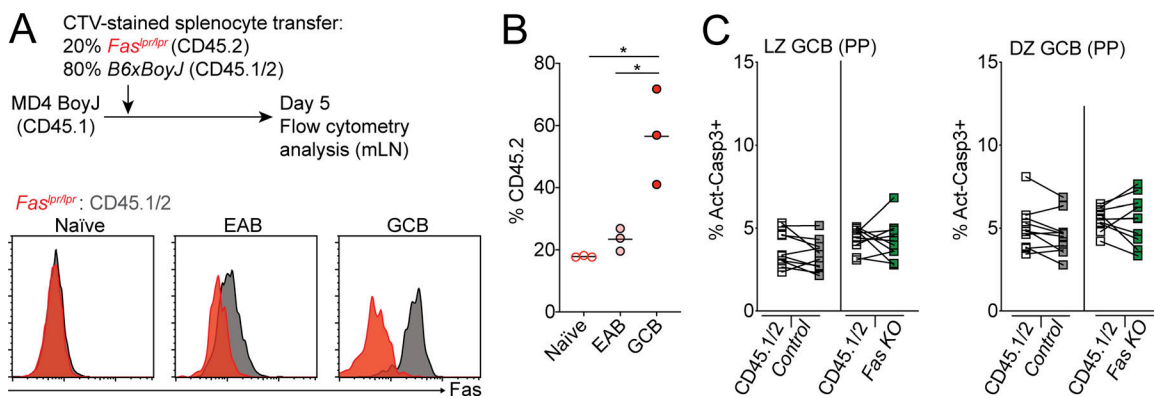 A
CTV-stained splenocyte transfer:
20% Fas^lpr/lpr (CD45.2)
80% B6xBoyJ (CD45.1/2)
MD4 BoyJ
(CD45.1)
Day 5
Flow cytometry
analysis (mLN)
Fas^lpr/lpr : CD45.1/2
Naïve
EAB
GCB
Fas
B
*
*
% CD45.2
80
60
40
20
0
Naïve
EAB
GCB
C
LZ GCB (PP)
% Act-Casp3+
15
10
5
0
CD45.1/2
Control
CD45.1/2
Fas KO
DZ GCB (PP)
% Act-Casp3+
15
10
5
0
CD45.1/2
Control
CD45.1/2
Fas KO